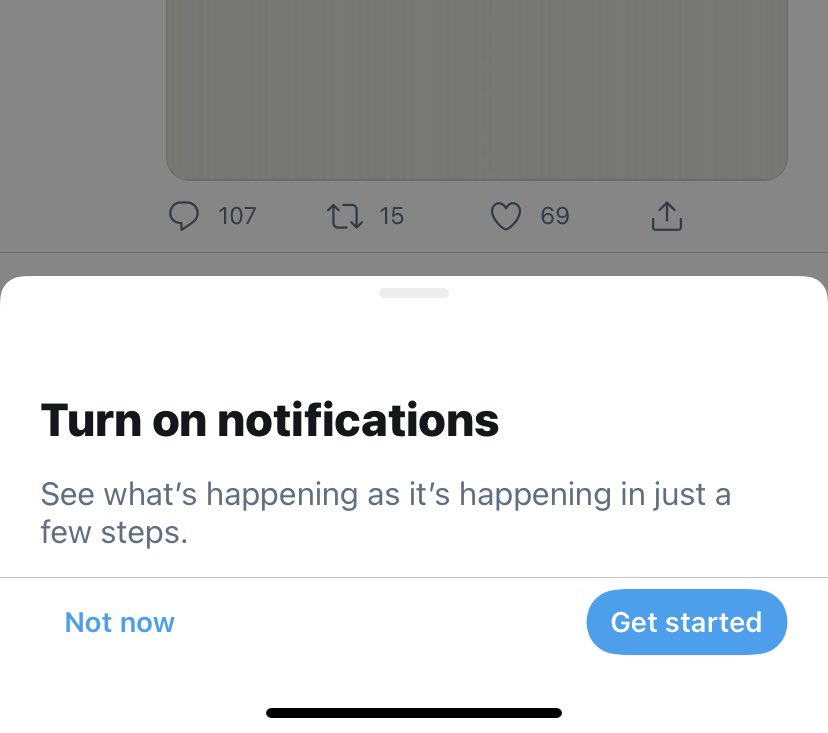 107 15 69
Turn on notifications
See what’s happening as it’s happening in just a
few steps.
Not now Get started